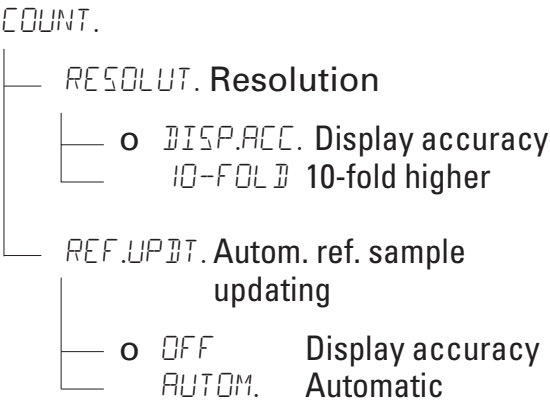 COUNT.
RESOLUT. Resolution
o DISP.ACC. Display accuracy
10-FOLD 10-fold higher
REF.UPDT. Autom. ref. sample
updating
o OFF Display accuracy
AUTOM. Automatic